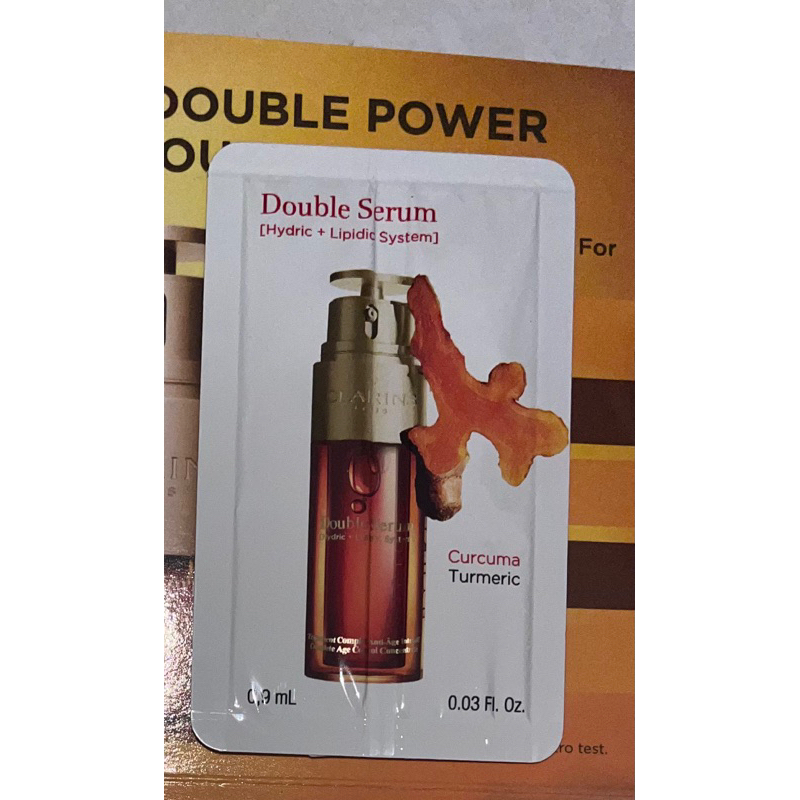 DOUBLE POWER
Double Serum
[Hydric + Lipidic System]
For
CLARINS
Double Serum
Curcuma
Turmeric
0,9 mL
0.03 Fl. Oz.
ro test.